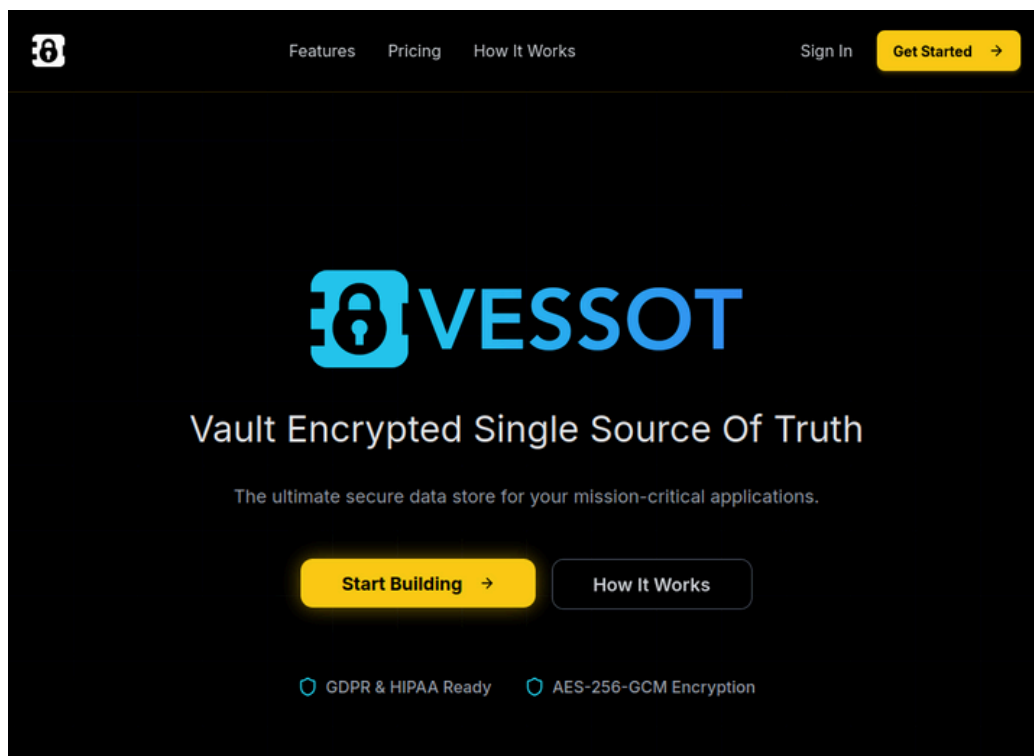 Features Pricing How It Works Sign In Get Started →
VESSOT
Vault Encrypted Single Source Of Truth
The ultimate secure data store for your mission-critical applications.
Start Building → How It Works
GDPR & HIPAA Ready AES-256-GCM Encryption